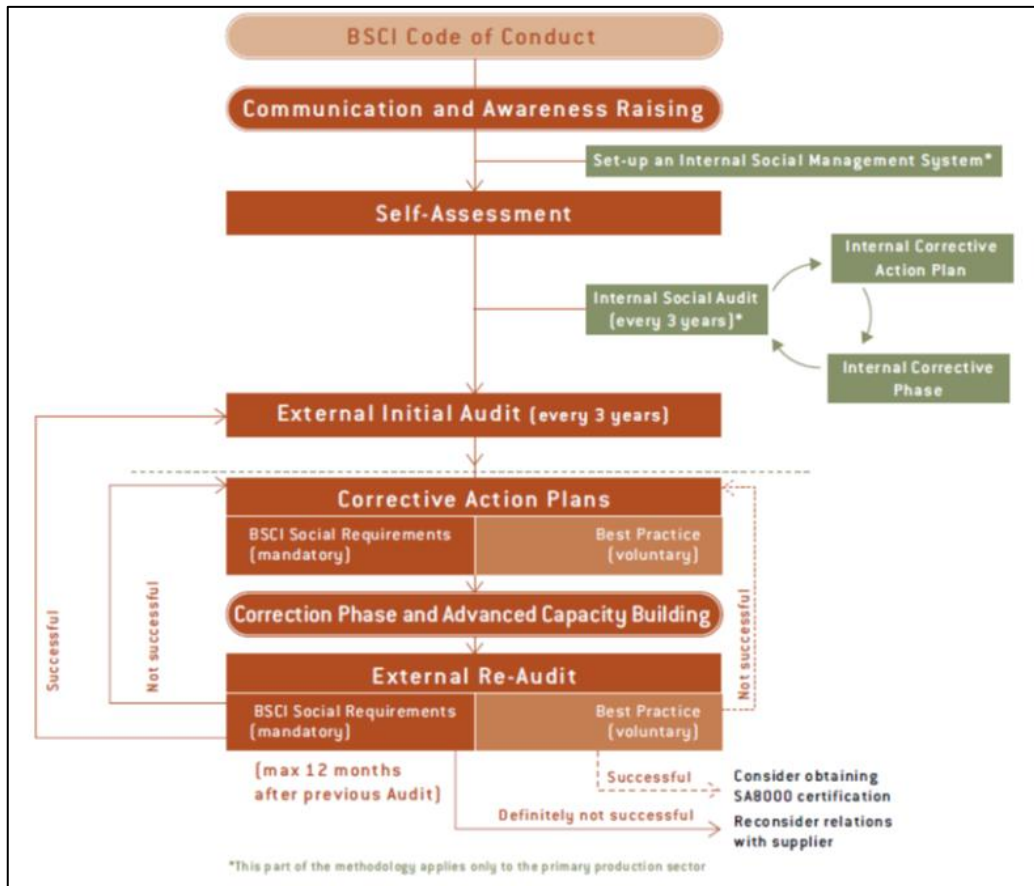 BSCI Code of Conduct
Communication and Awareness Raising
Set-up an Internal Social Management System*
Self-Assessment
Internal Corrective
Action Plan
Internal Social Audit
(every 3 years)*
Internal Corrective
Phase
External Initial Audit (every 3 years)
Corrective Action Plans
BSCI Social Requirements
(mandatory)
Best Practice
(voluntary)
Correction Phase and Advanced Capacity Building
External Re-Audit
BSCI Social Requirements
(mandatory)
Best Practice
(voluntary)
Successful
Not successful
Not successful
(max 12 months
after previous Audit)
Successful
Consider obtaining
SA8000 certification
Definitely not successful
Reconsider relations
with supplier
*This part of the methodology applies only to the primary production sector